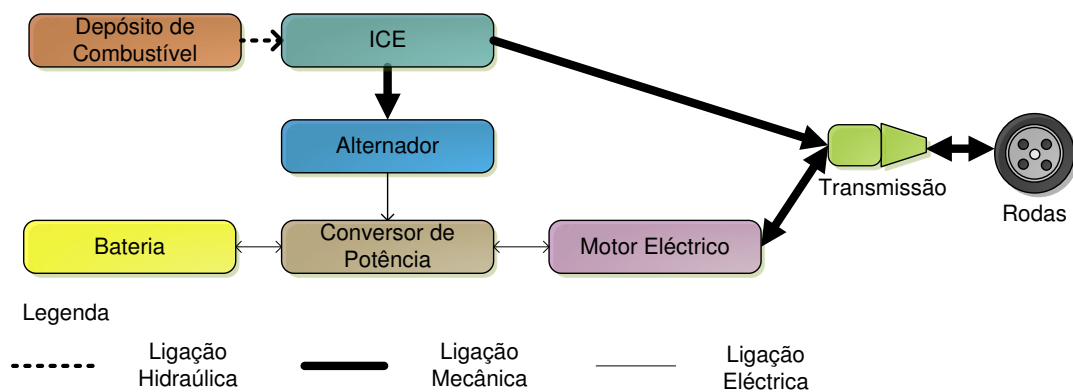 Depósito de
Combustível
ICE
Alternador
Transmissão
Rodas
Bateria
Conversor de
Potência
Motor Eléctrico
Legenda
Ligação
Hidraúlica
Ligação
Mecânica
Ligação
Eléctrica